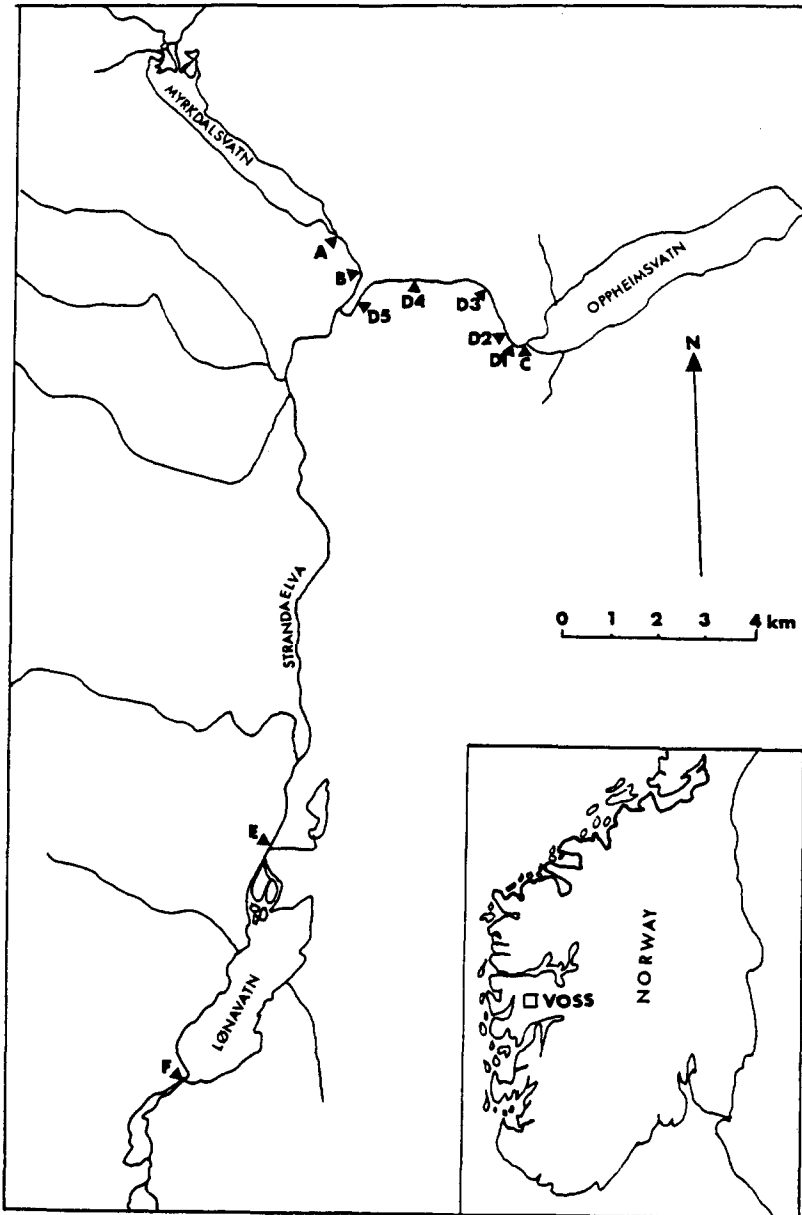 MYRKDALSVATN
A
B
D5
D4
D3
D2
D1
C
OPPHEIMSVATN
N
0 1 2 3 4 km
STRANDAELVA
E
LØNAVATN
F
NORWAY
VOSS